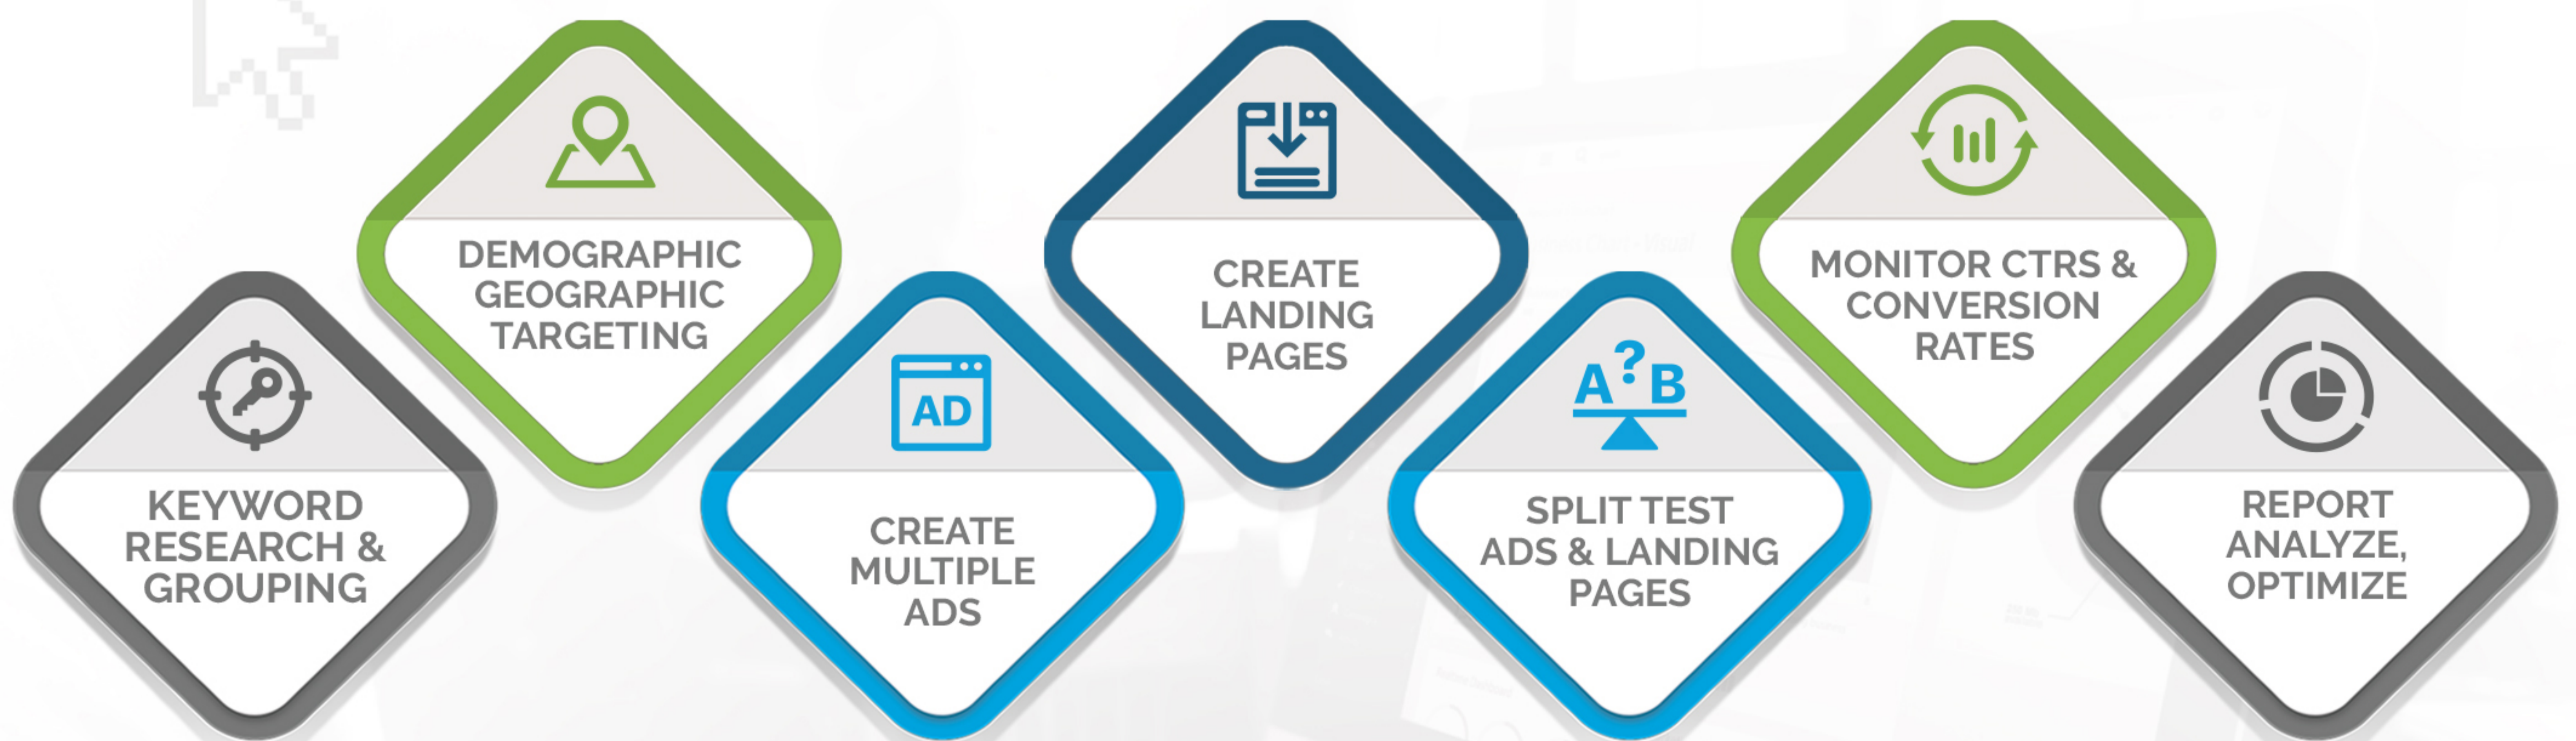 KEYWORD
RESEARCH &
GROUPING
DEMOGRAPHIC
GEOGRAPHIC
TARGETING
AD
CREATE
MULTIPLE
ADS
CREATE
LANDING
PAGES
A?B
SPLIT TEST
ADS & LANDING
PAGES
MONITOR CTRS &
CONVERSION
RATES
REPORT
ANALYZE,
OPTIMIZE